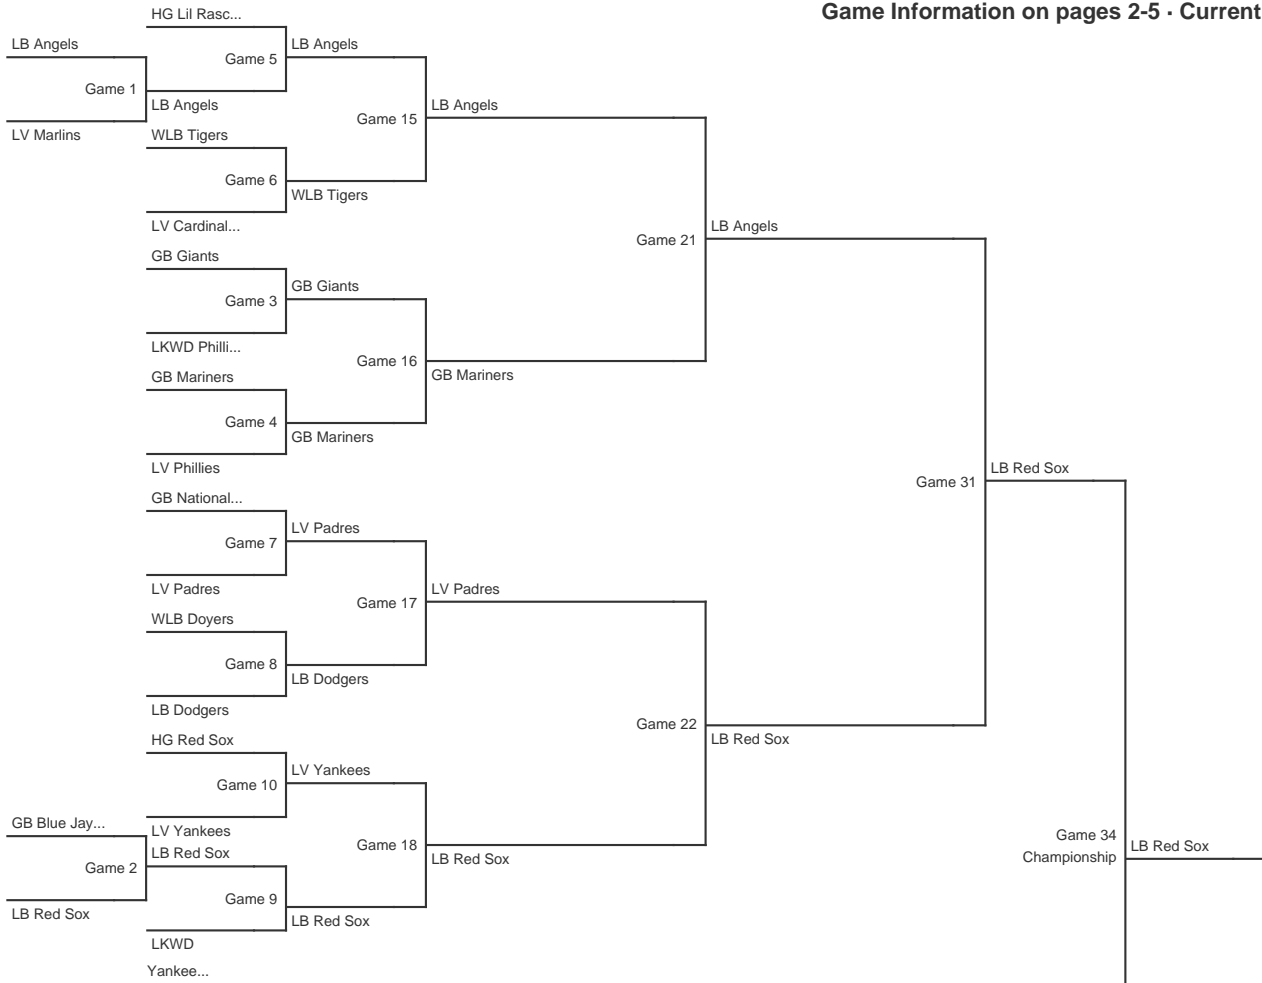 Game Information on pages 2-5 · Current
HG Lil Rasc...
LB Angels
LB Angels
Game 5
Game 1
LB Angels
LB Angels
Game 15
LV Marlins
WLB Tigers
Game 6
WLB Tigers
LV Cardinal...
LB Angels
Game 21
GB Giants
GB Giants
Game 3
LKWD Philli...
Game 16
GB Mariners
GB Mariners
Game 4
GB Mariners
LV Phillies
LB Red Sox
Game 31
GB National...
LV Padres
Game 7
LV Padres
LV Padres
Game 17
WLB Doyers
Game 8
LB Dodgers
LB Dodgers
Game 22
HG Red Sox
LB Red Sox
LV Yankees
Game 10
GB Blue Jay...
LV Yankees
Game 34
Championship
LB Red Sox
Game 18
LB Red Sox
LB Red Sox
Game 2
Game 9
LB Red Sox
LB Red Sox
LKWD
Yankee...